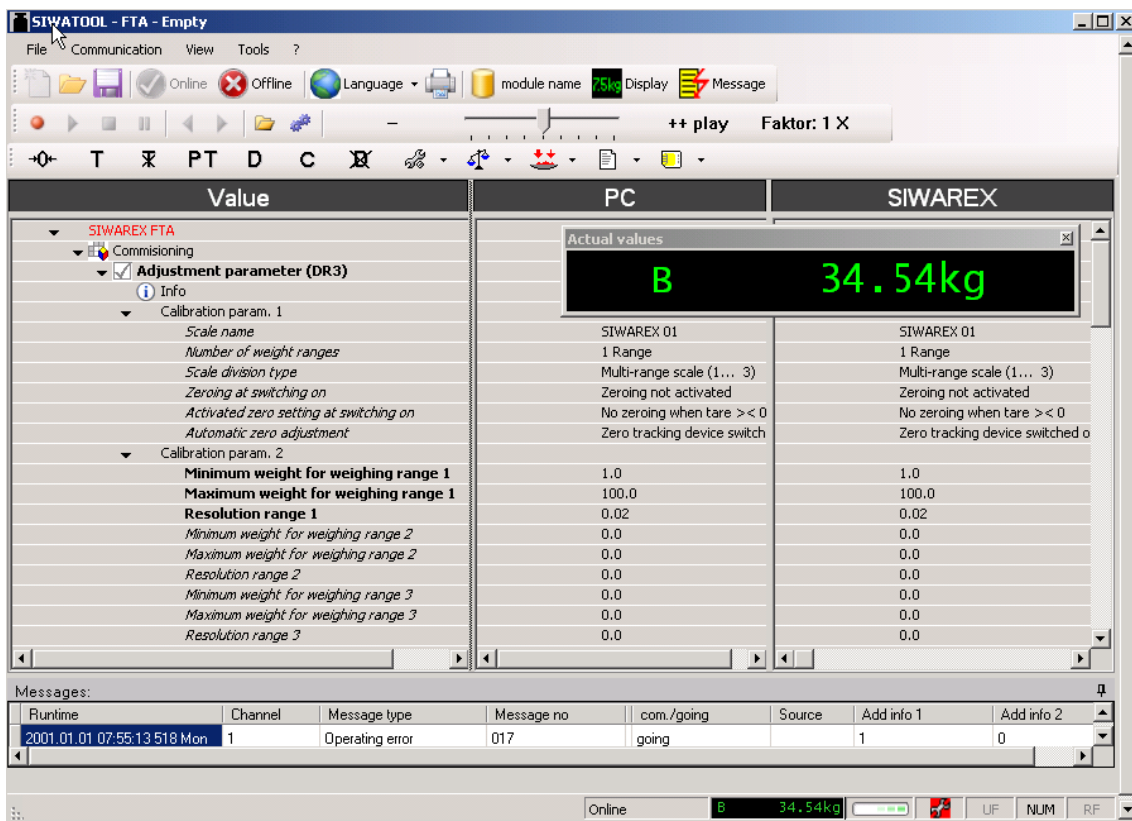 SIWATOOL - FTA - Empty
File Communication View Tools ?
Online Offline Language module name 7.5kg Display Message
++ play Faktor: 1 X
→0← T T PT D C D
Value PC SIWAREX
SIWAREX FTA
Actual values
Commisioning
B 34.54kg
Adjustment parameter (DR3)
Info
Calibration param. 1
Scale name SIWAREX 01 SIWAREX 01
Number of weight ranges 1 Range 1 Range
Scale division type Multi-range scale (1... 3) Multi-range scale (1... 3)
Zeroing at switching on Zeroing not activated Zeroing not activated
Activated zero setting at switching on No zeroing when tare >< 0 No zeroing when tare >< 0
Automatic zero adjustment Zero tracking device switch Zero tracking device switched o
Calibration param. 2
Minimum weight for weighing range 1 1.0 1.0
Maximum weight for weighing range 1 100.0 100.0
Resolution range 1 0.02 0.02
Minimum weight for weighing range 2 0.0 0.0
Maximum weight for weighing range 2 0.0 0.0
Resolution range 2 0.0 0.0
Minimum weight for weighing range 3 0.0 0.0
Maximum weight for weighing range 3 0.0 0.0
Resolution range 3 0.0 0.0
Messages:
Runtime Channel Message type Message no com./going Source Add info 1 Add info 2
2001.01.01 07:55:13 518 Mon 1 Operating error 017 going 1 0
Online B 34.54kg UF NUM RF